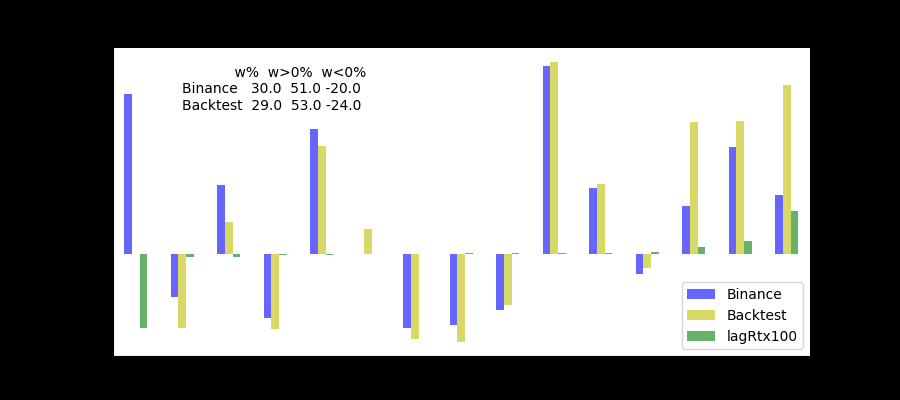 w% w>0% w<0%
Binance 30.0 51.0 -20.0
Backtest 29.0 53.0 -24.0
Binance
Backtest
lagRtx100